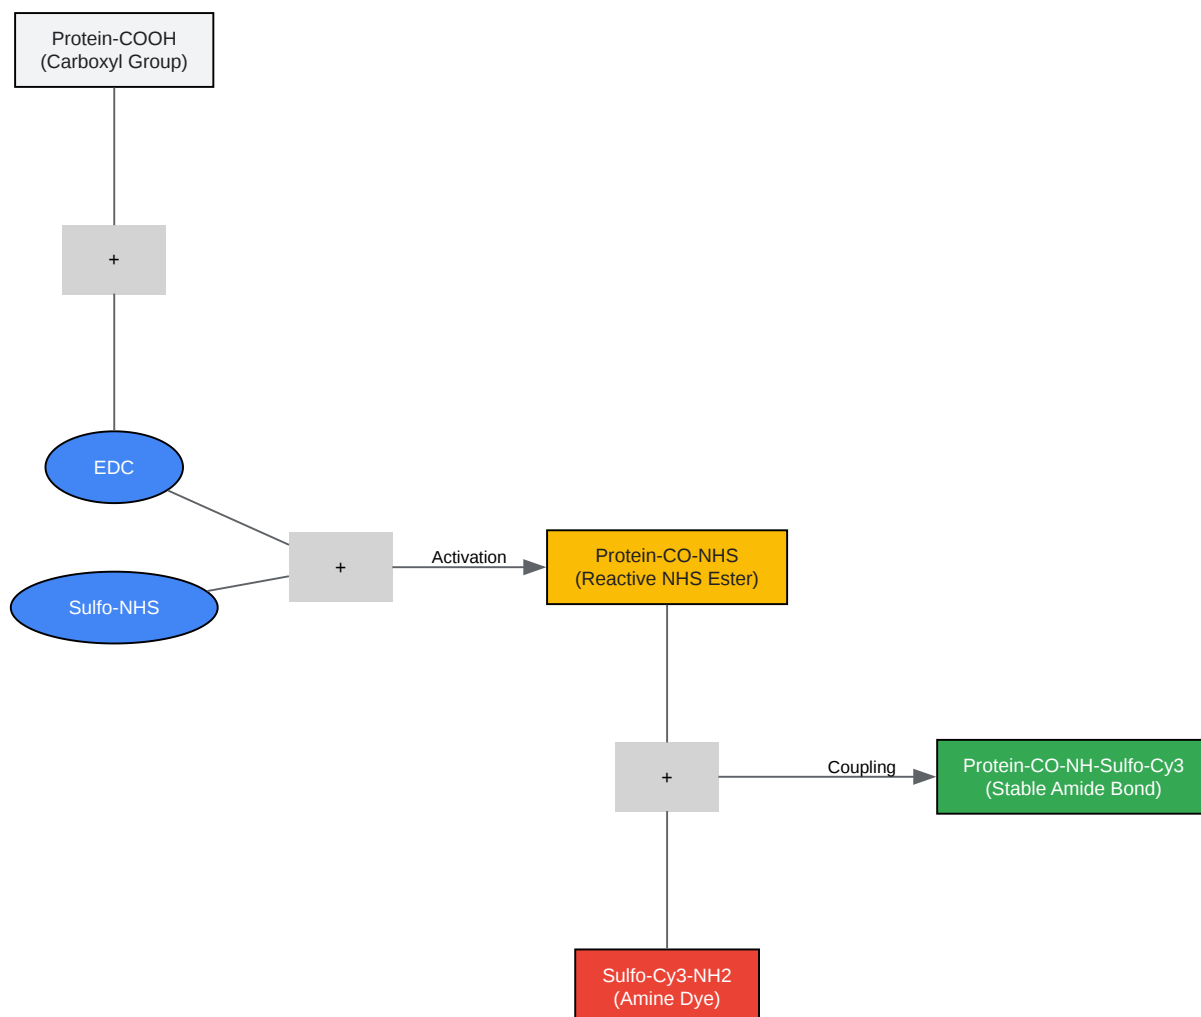 Protein-COOH
(Carboxyl Group)
+
EDC
Sulfo-NHS
+
Activation
Protein-CO-NHS
(Reactive NHS Ester)
+
Coupling
Protein-CO-NH-Sulfo-Cy3
(Stable Amide Bond)
Sulfo-Cy3-NH2
(Amine Dye)